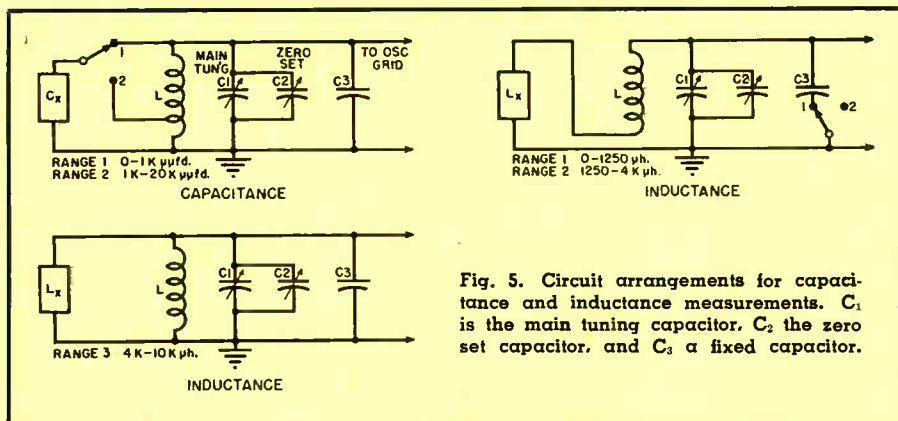 1
2
Cx
L
MAIN
TUN'G
C1
ZERO
SET
C2
TO OSC
GRID
C3
RANGE 1 0-1K µµfd.
RANGE 2 1K-20K µµfd.
CAPACITANCE
Lx
L
C1
C2
C3
1
2
RANGE 1 0-1250 µh.
RANGE 2 1250-4K µh.
INDUCTANCE
Lx
L
C1
C2
C3
RANGE 3 4K-10K µh.
INDUCTANCE
Fig. 5. Circuit arrangements for capaci-
tance and inductance measurements. C₁
is the main tuning capacitor, C₂ the zero
set capacitor, and C₃ a fixed capacitor.